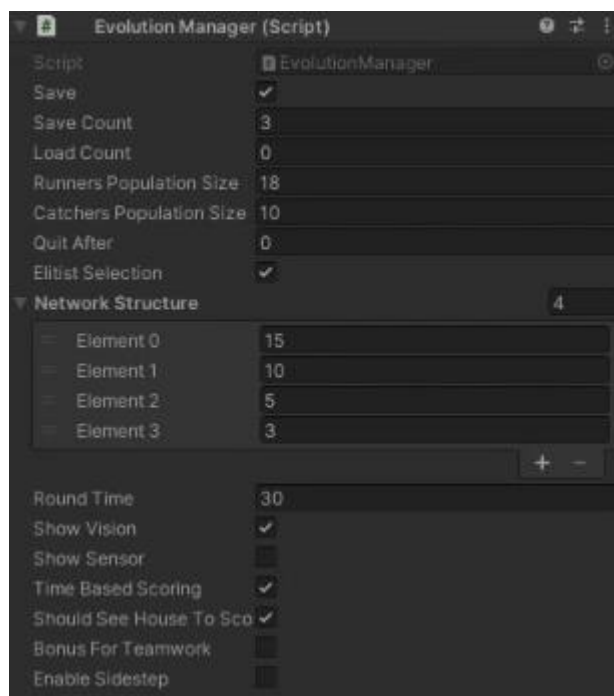 # Evolution Manager (Script)
Script EvolutionManager
Save
Save Count 3
Load Count 0
Runners Population Size 18
Catchers Population Size 10
Quit After 0
Elitist Selection
Network Structure 4
Element 0 15
Element 1 10
Element 2 5
Element 3 3
+ -
Round Time 30
Show Vision
Show Sensor
Time Based Scoring
Should See House To Sco
Bonus For Teamwork
Enable Sidestep